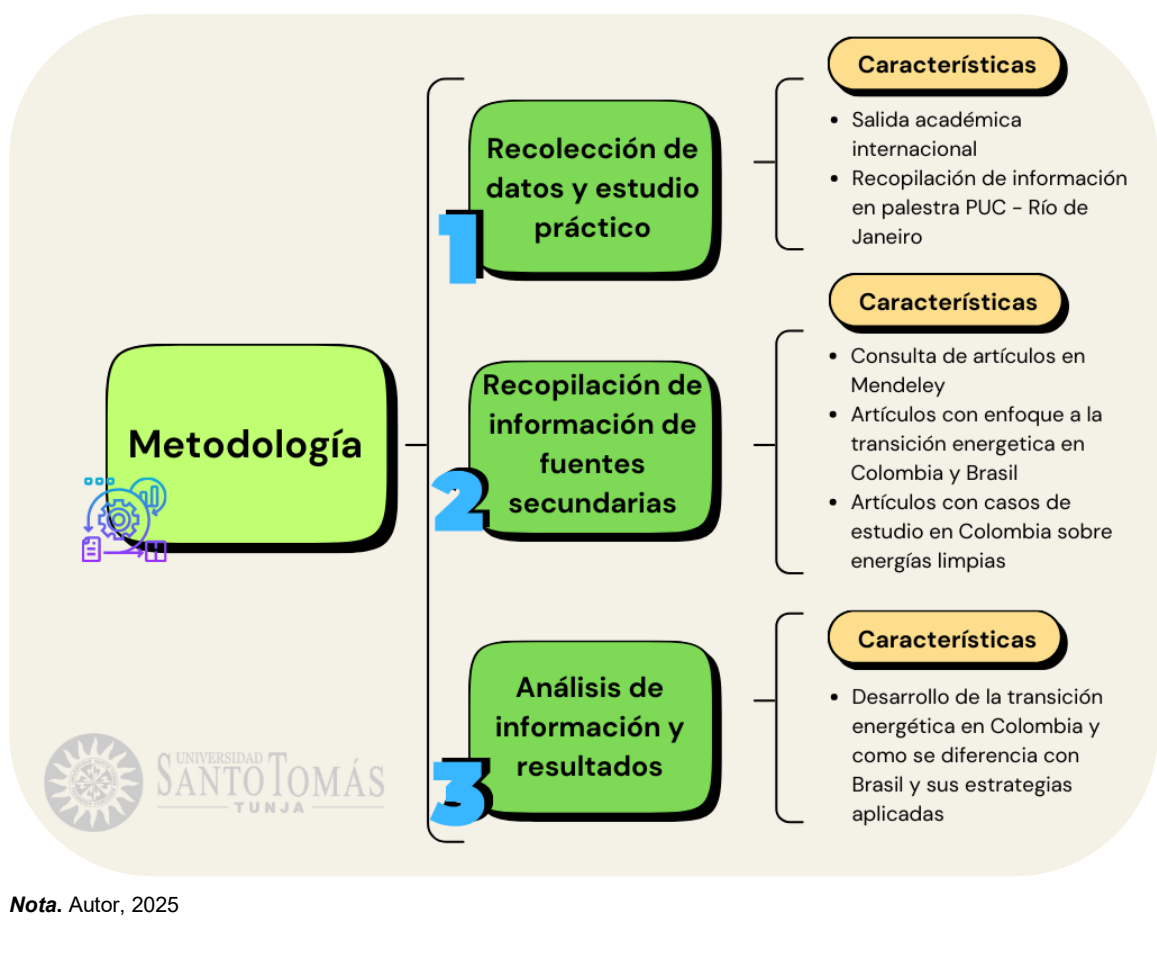 Características
Salida académica
internacional
Recopilación de información
en palestra PUC - Río de
Janeiro
Recolección de
datos y estudio
práctico
1
Metodología
Recopilación de
información de
fuentes
secundarias
2
Características
Consulta de artículos en
Mendeley
Artículos con enfoque a la
transición energetica en
Colombia y Brasil
Artículos con casos de
estudio en Colombia sobre
energías limpias
Análisis de
información y
resultados
3
Características
Desarrollo de la transición
energética en Colombia y
como se diferencia con
Brasil y sus estrategias
aplicadas
UNIVERSIDAD
SANTO TOMÁS
TUNJA
Nota. Autor, 2025